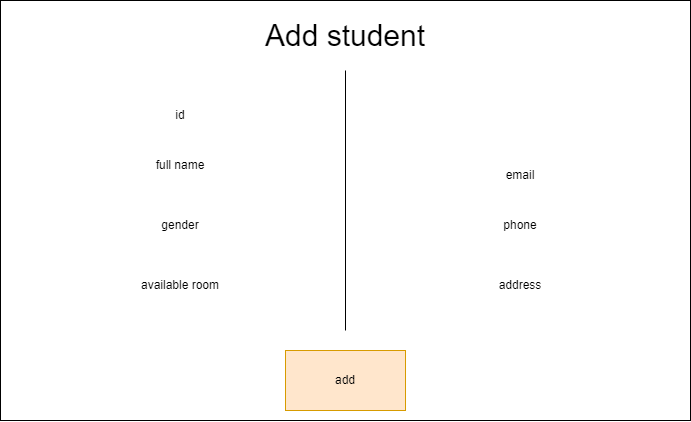 Add student
id
full name
gender
available room
email
phone
address
add